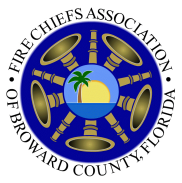 • FIRE CHIEFS ASSOCIATION •
OF BROWARD COUNTY, FLORIDA